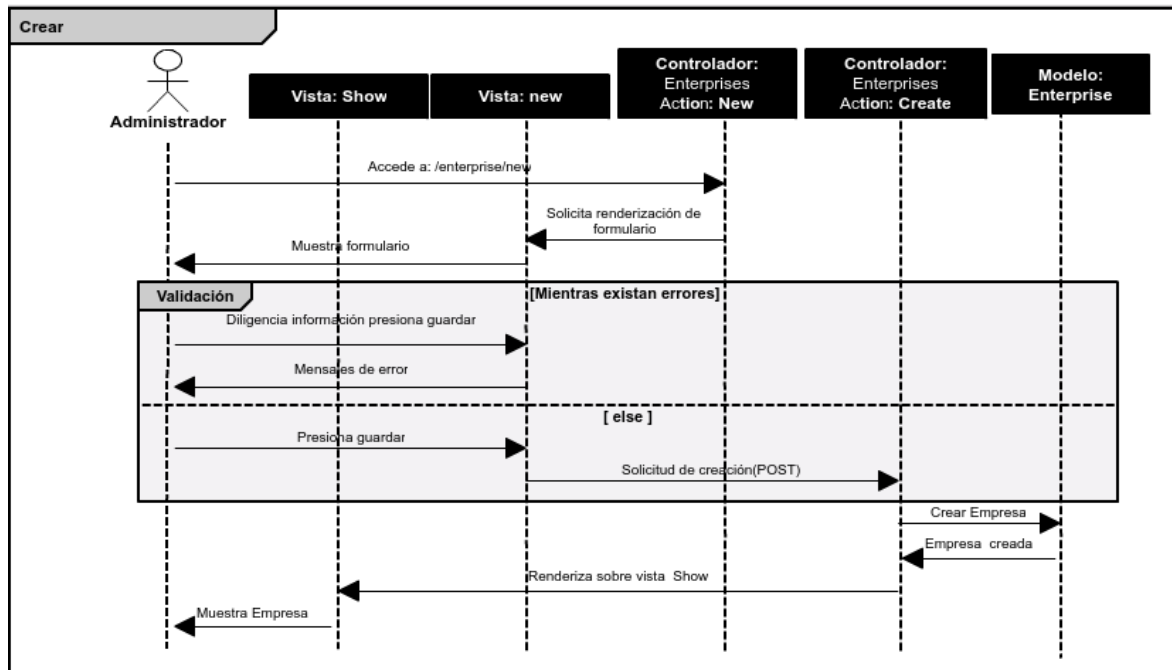 Crear
Administrador
Vista: Show
Vista: new
Controlador:
Enterprises
Action: New
Controlador:
Enterprises
Action: Create
Modelo:
Enterprise
Accede a: /enterprise/new
Solicita renderización de
formulario
Muestra formulario
Validación
[Mientras existan errores]
Diligencia información presiona guardar
Mensajes de error
[ else ]
Presiona guardar
Solicitud de creación(POST)
Crear Empresa
Empresa creada
Renderiza sobre vista Show
Muestra Empresa